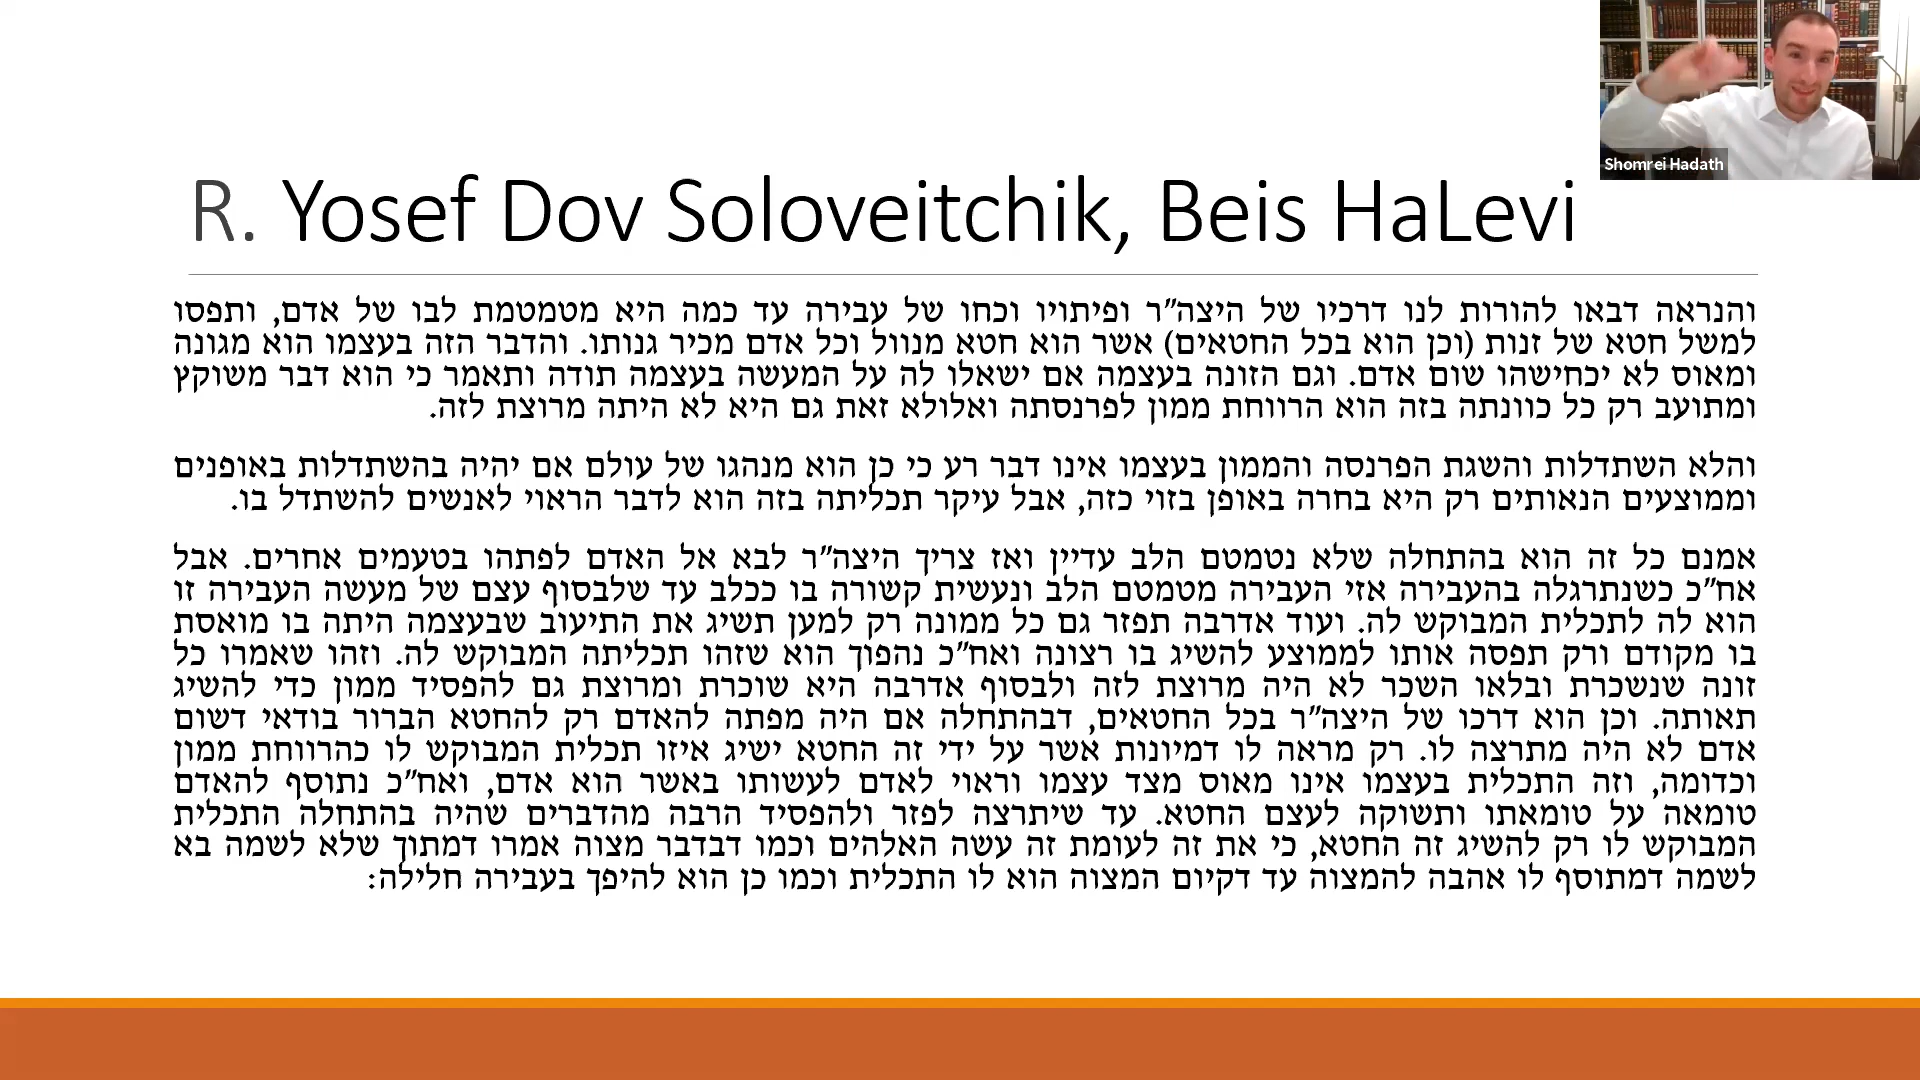 Shomrei Hadath
R. Yosef Dov Soloveitchik, Beis HaLevi
והנראה דבאו להורות לנו דרכיו של היצה"ר ופיתויו וכחו של עבירה עד כמה היא מטמטמת לבו של אדם, ותפסו
למשל חטא של זנות (וכן הוא בכל החטאים) אשר הוא חטא מנוול וכל אדם מכיר גנותו. והדבר הזה בעצמו הוא מגונה
ומאוס לא יכחישהו שום אדם. וגם הזונה בעצמה אם ישאלו לה על המעשה בעצמה תודה ותאמר כי הוא דבר משוקץ
ומתועב רק כל כוונתה בזה הוא הרווחת ממון לפרנסתה ואלולא זאת גם היא לא היתה מרוצת לזה.
והלא השתדלות והשגת הפרנסה והממון בעצמו אינו דבר רע כי כן הוא מנהגו של עולם אם יהיה בהשתדלות באופנים
וממוצעים הנאותים רק היא בחרה באופן בזוי כזה, אבל עיקר תכליתה בזה הוא לדבר הראוי לאנשים להשתדל בו.
אמנם כל זה הוא בהתחלה שלא נטמטם הלב עדיין ואז צריך היצה"ר לבא אל האדם לפתהו בטעמים אחרים. אבל
אח"כ כשנתרגלה בהעבירה אזי העבירה מטמטם הלב ונעשית קשורה בו ככלב עד שלבסוף עצם של מעשה העבירה זו
הוא לה לתכלית המבוקש לה. ועוד אדרבה תפזר גם כל ממונה רק למען תשיג את התיעוב שבעצמה היתה בו מואסת
בו מקודם ורק תפסה אותו לממוצע להשיג בו רצונה ואח"כ נהפוך הוא שזהו תכליתה המבוקש לה. וזהו שאמרו כל
זונה שנשכרת ובלאו השכר לא היה מרוצת לזה ולבסוף אדרבה היא שוכרת ומרוצת גם להפסיד ממון כדי להשיג
תאותה. וכן הוא דרכו של היצה"ר בכל החטאים, דבהתחלה אם היה מפתה להאדם רק להחטא הברור בודאי דשום
אדם לא היה מתרצה לו. רק מראה לו דמיונות אשר על ידי זה החטא ישיג איזו תכלית המבוקש לו כהרווחת ממון
וכדומה, וזה התכלית בעצמו אינו מאוס מצד עצמו וראוי לאדם לעשותו באשר הוא אדם, ואח"כ נתוסף להאדם
טומאה על טומאתו ותשוקה לעצם החטא. עד שיתרצה לפזר ולהפסיד הרבה מהדברים שהיה בהתחלה התכלית
המבוקש לו רק להשיג זה החטא, כי את זה לעומת זה עשה האלהים וכמו דבדבר מצוה אמרו דמתוך שלא לשמה בא
לשמה דמתוסף לו אהבה להמצוה עד דקיום המצוה הוא לו התכלית וכמו כן הוא להיפך בעבירה חלילה: